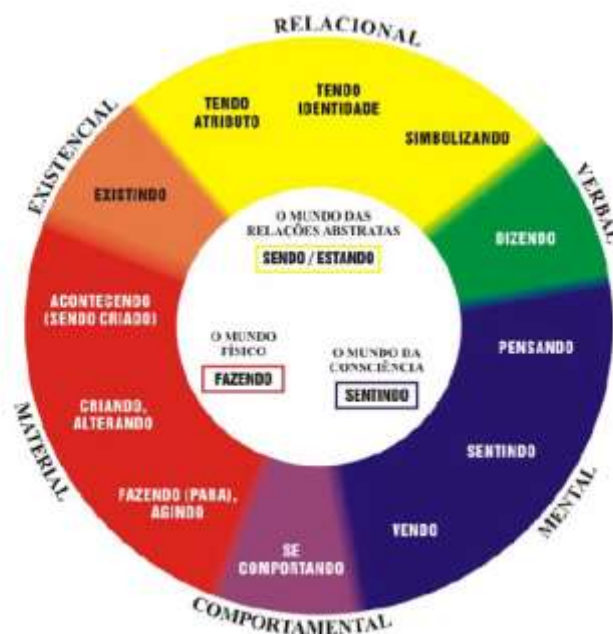 RELACIONAL
TENDO
ATRIBUTO
TENDO
IDENTIDADE
SIMBOLIZANDO
EXISTENCIAL
EXISTINDO
VERBAL
DIZENDO
O MUNDO DAS
RELAÇÕES ABSTRATAS
SENDO / ESTANDO
ACONTECENDO
(SENDO CRIADO)
O MUNDO
FÍSICO
FAZENDO
O MUNDO DA
CONSCIÊNCIA
SENTINDO
PENSANDO
CRIANDO,
ALTERANDO
SENTINDO
MATERIAL
FAZENDO (PARA),
AGINDO
VENDO
MENTAL
SE
COMPORTANDO
COMPORTAMENTAL